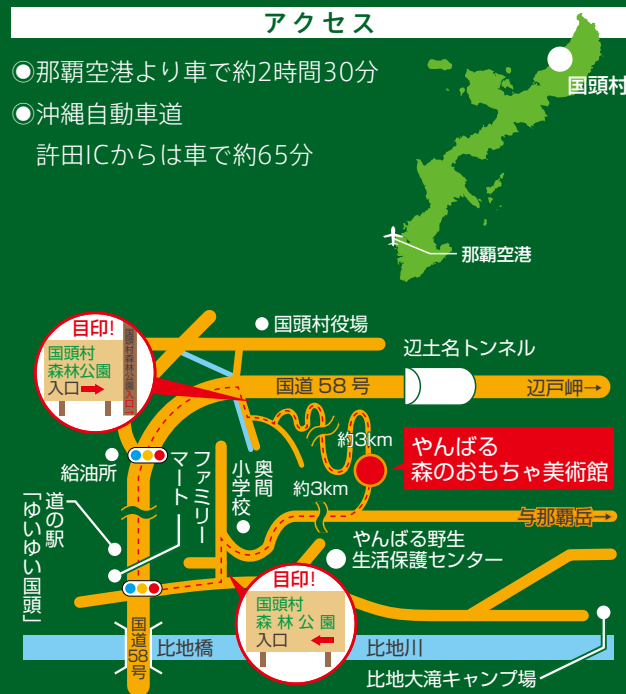 アクセス
◎那覇空港より車で約2時間30分
◎沖縄自動車道
許田ICからは車で約65分
国頭村
那覇空港
目印!
国頭村
森林公園
入口
国頭村森林公園入口
国頭村役場
辺土名トンネル
国道58号
辺戸岬→
約3km
やんばる
森のおもちゃ美術館
給油所
ファミリー
マート
奥間
小学校
約3km
与那覇岳→
道の駅
「ゆいゆい国頭」
やんばる野生
生活保護センター
目印!
国頭村
森林公園
入口
国道58号
比地橋
比地川
比地大滝キャンプ場